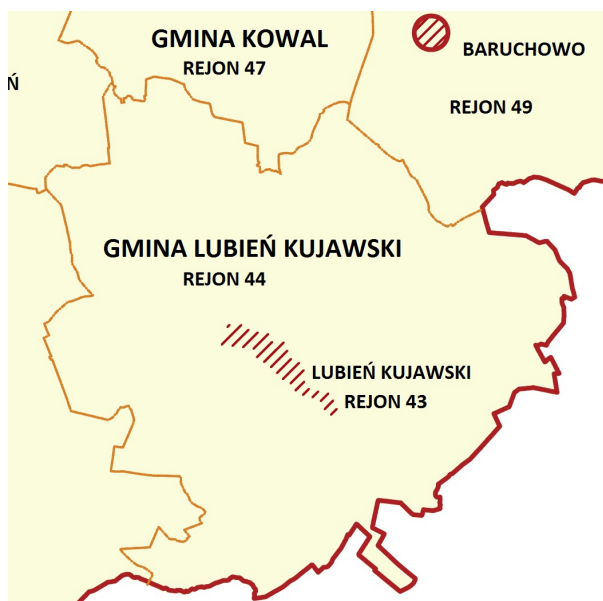 GMINA KOWAL
REJON 47
BARUCHOWO
REJON 49
Ń
GMINA LUBIEŃ KUJAWSKI
REJON 44
LUBIEŃ KUJAWSKI
REJON 43